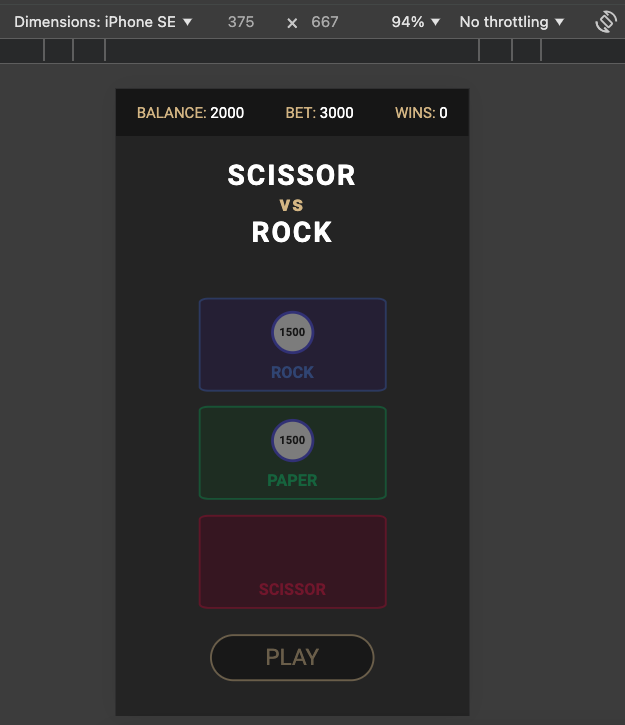 Dimensions: iPhone SE ▼ 375 × 667 94% ▼ No throttling ▼
BALANCE: 2000 BET: 3000 WINS: 0
SCISSOR
VS
ROCK
1500
ROCK
1500
PAPER
SCISSOR
PLAY